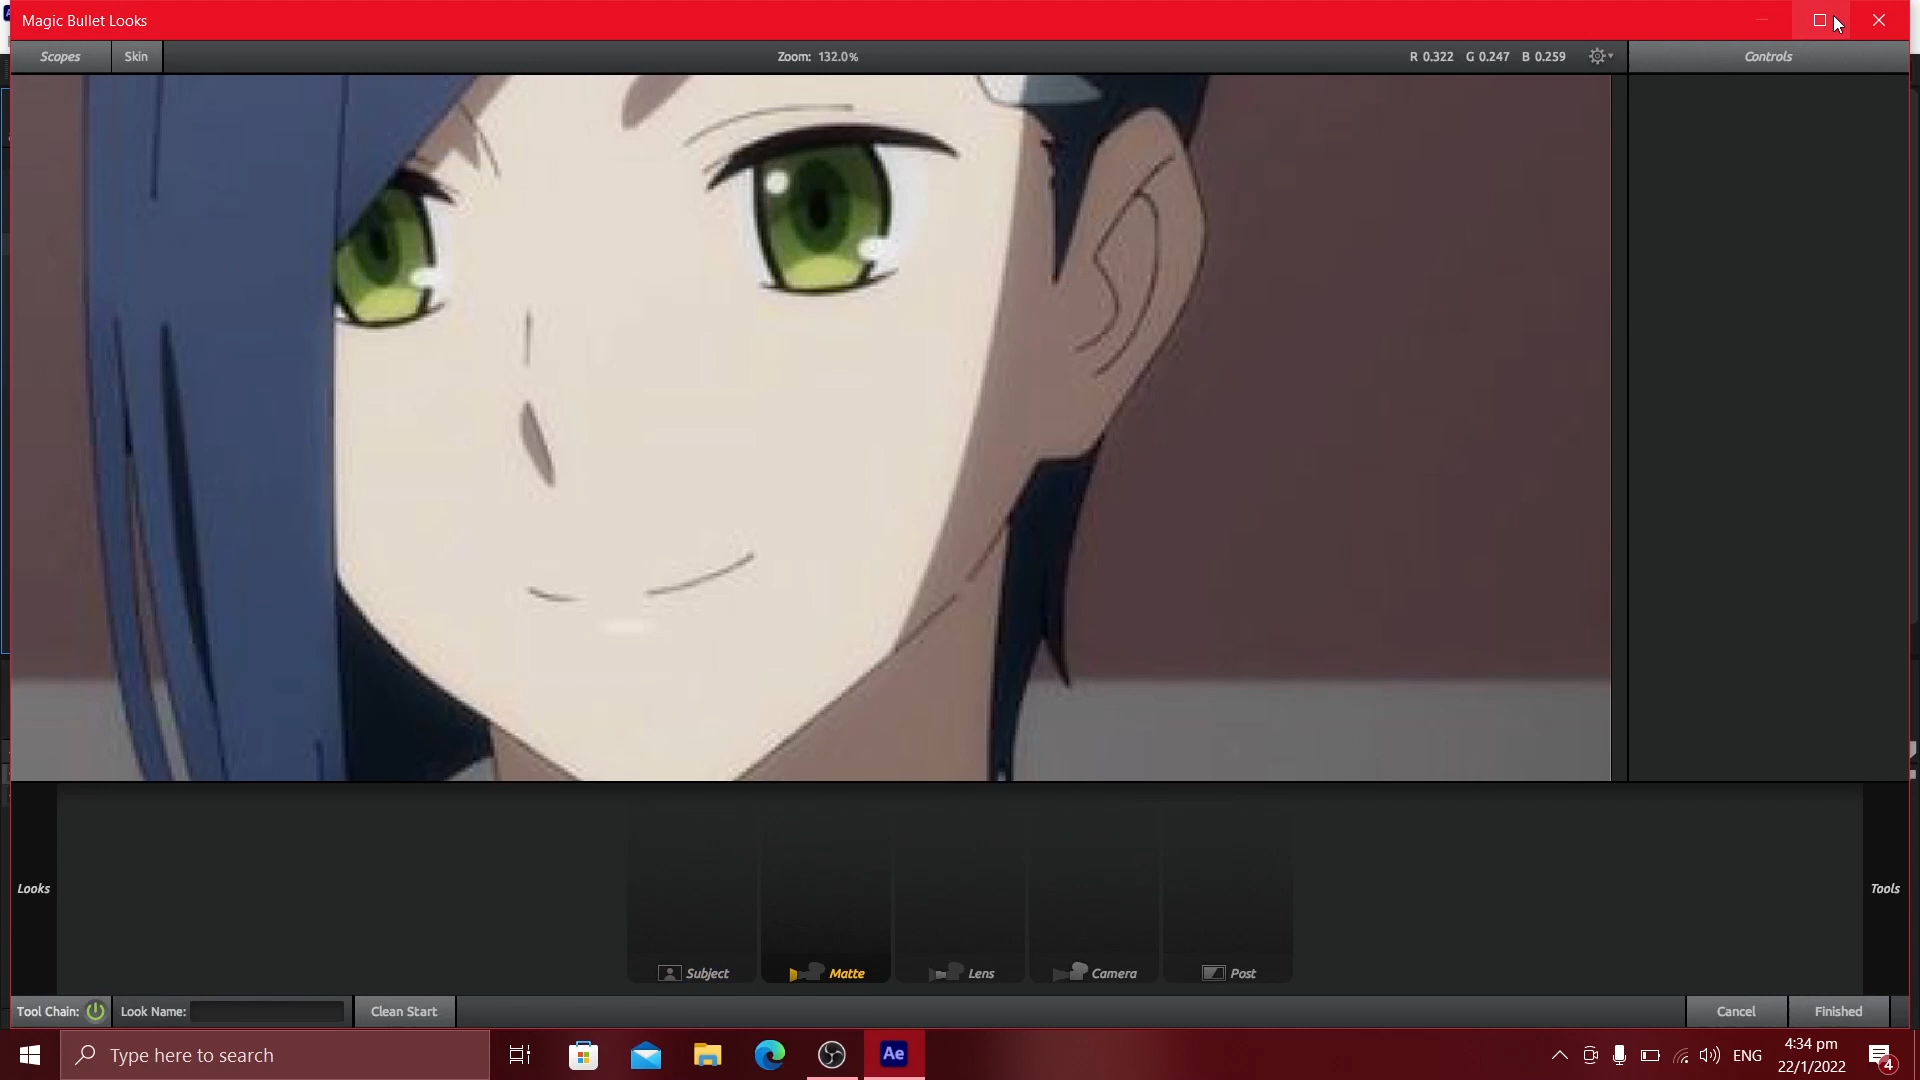 Magic Bullet Looks
Scopes
Skin
Zoom: 132.0%
R 0.322 G 0.247 B 0.259
Controls
Looks
Tools
Subject
Matte
Lens
Camera
Post
Tool Chain:
Look Name:
Clean Start
Cancel
Finished
Type here to search
Ae
ENG
4:34 pm
22/1/2022
4